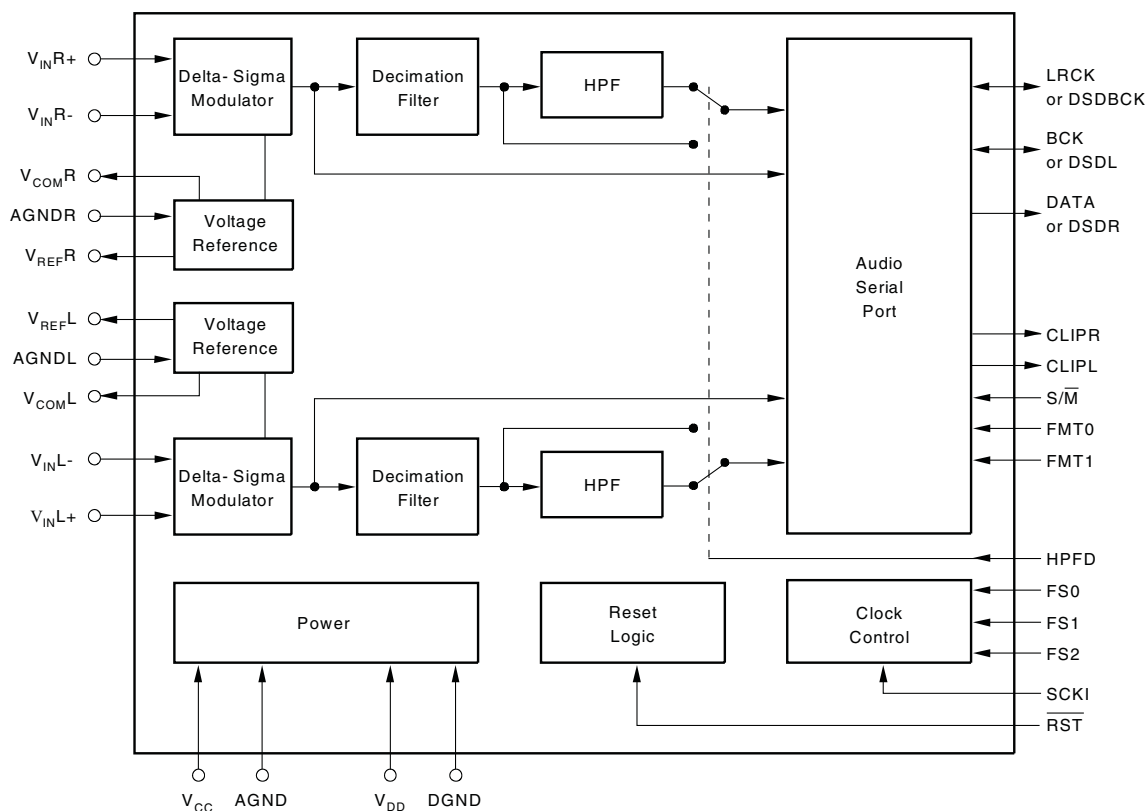 VINR+
VINR-
VCOMR
AGNDR
VREFR
VREFL
AGNDL
VCOML
VINL-
VINL+
Delta- Sigma
Modulator
Decimation
Filter
HPF
Voltage
Reference
Voltage
Reference
Delta- Sigma
Modulator
Decimation
Filter
HPF
Audio
Serial
Port
Power
Reset
Logic
Clock
Control
LRCK
or DSDBCK
BCK
or DSDL
DATA
or DSDR
CLIPR
CLIPL
S/M̅
FMT0
FMT1
HPFD
FS0
FS1
FS2
SCKI
R̅S̅T̅
VCC
AGND
VDD
DGND